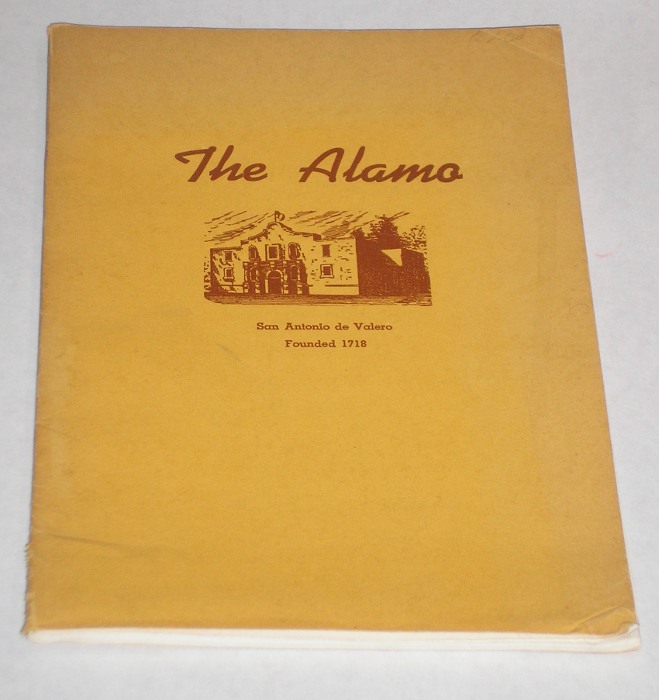 The Alamo
San Antonio de Valero
Founded 1718